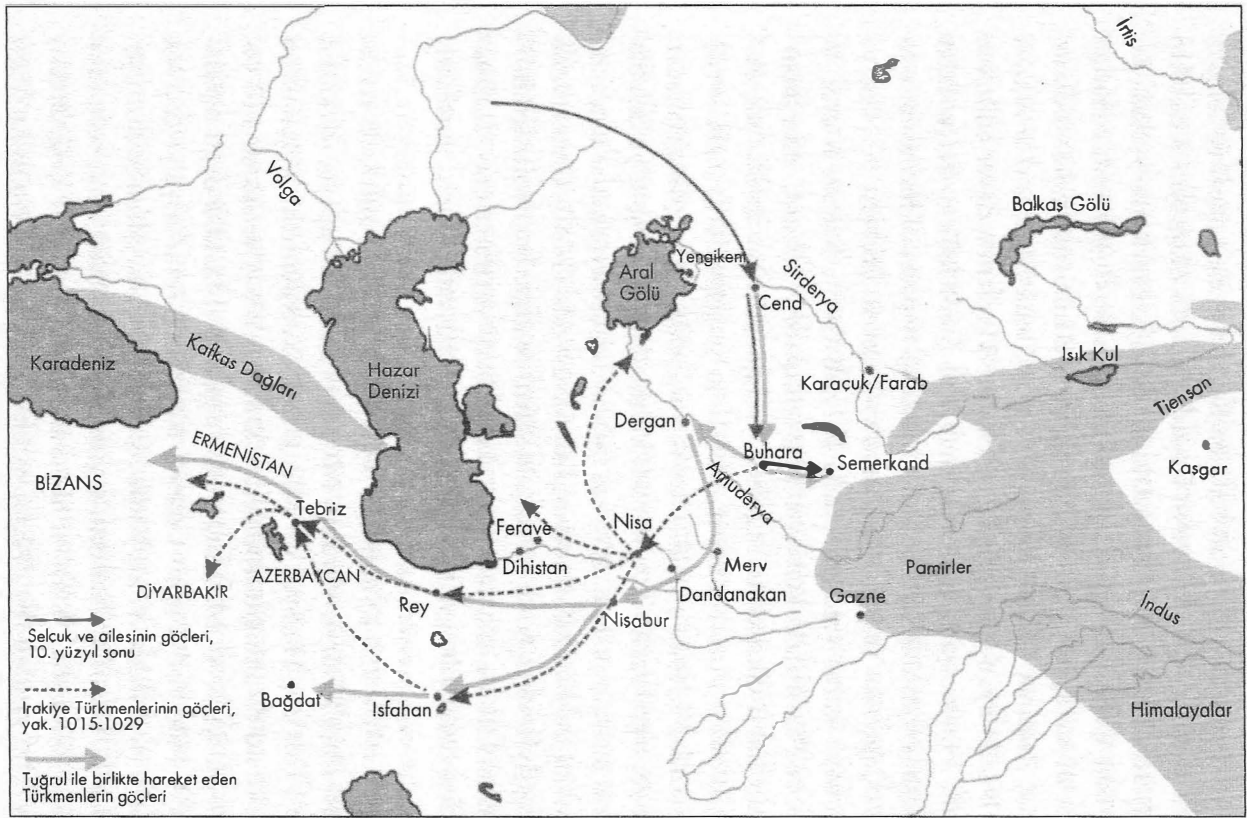 İrtiş
Volga
Balkaş Gölü
Aral
Gölü
Yengikent
Sirderya
Cend
Karadeniz
Kafkas Dağları
Hazar
Denizi
Karaçuk/Farab
Isık Kul
Tienşan
Dergan
Buhara
Semerkand
Kaşgar
ERMENİSTAN
BİZANS
Amuderya
Tebriz
Ferave
Nisa
Dihistan
Merv
Dandanakan
Pamirler
AZERBAYCAN
DİYARBAKIR
Rey
Nişabur
Gazne
İndus
Selçuk ve ailesinin göçleri,
10. yüzyıl sonu
Bağdat
Isfahan
Himalayalar
Irakiye Türkmenlerinin göçleri,
yak. 1015-1029
Tuğrul ile birlikte hareket eden
Türkmenlerin göçleri